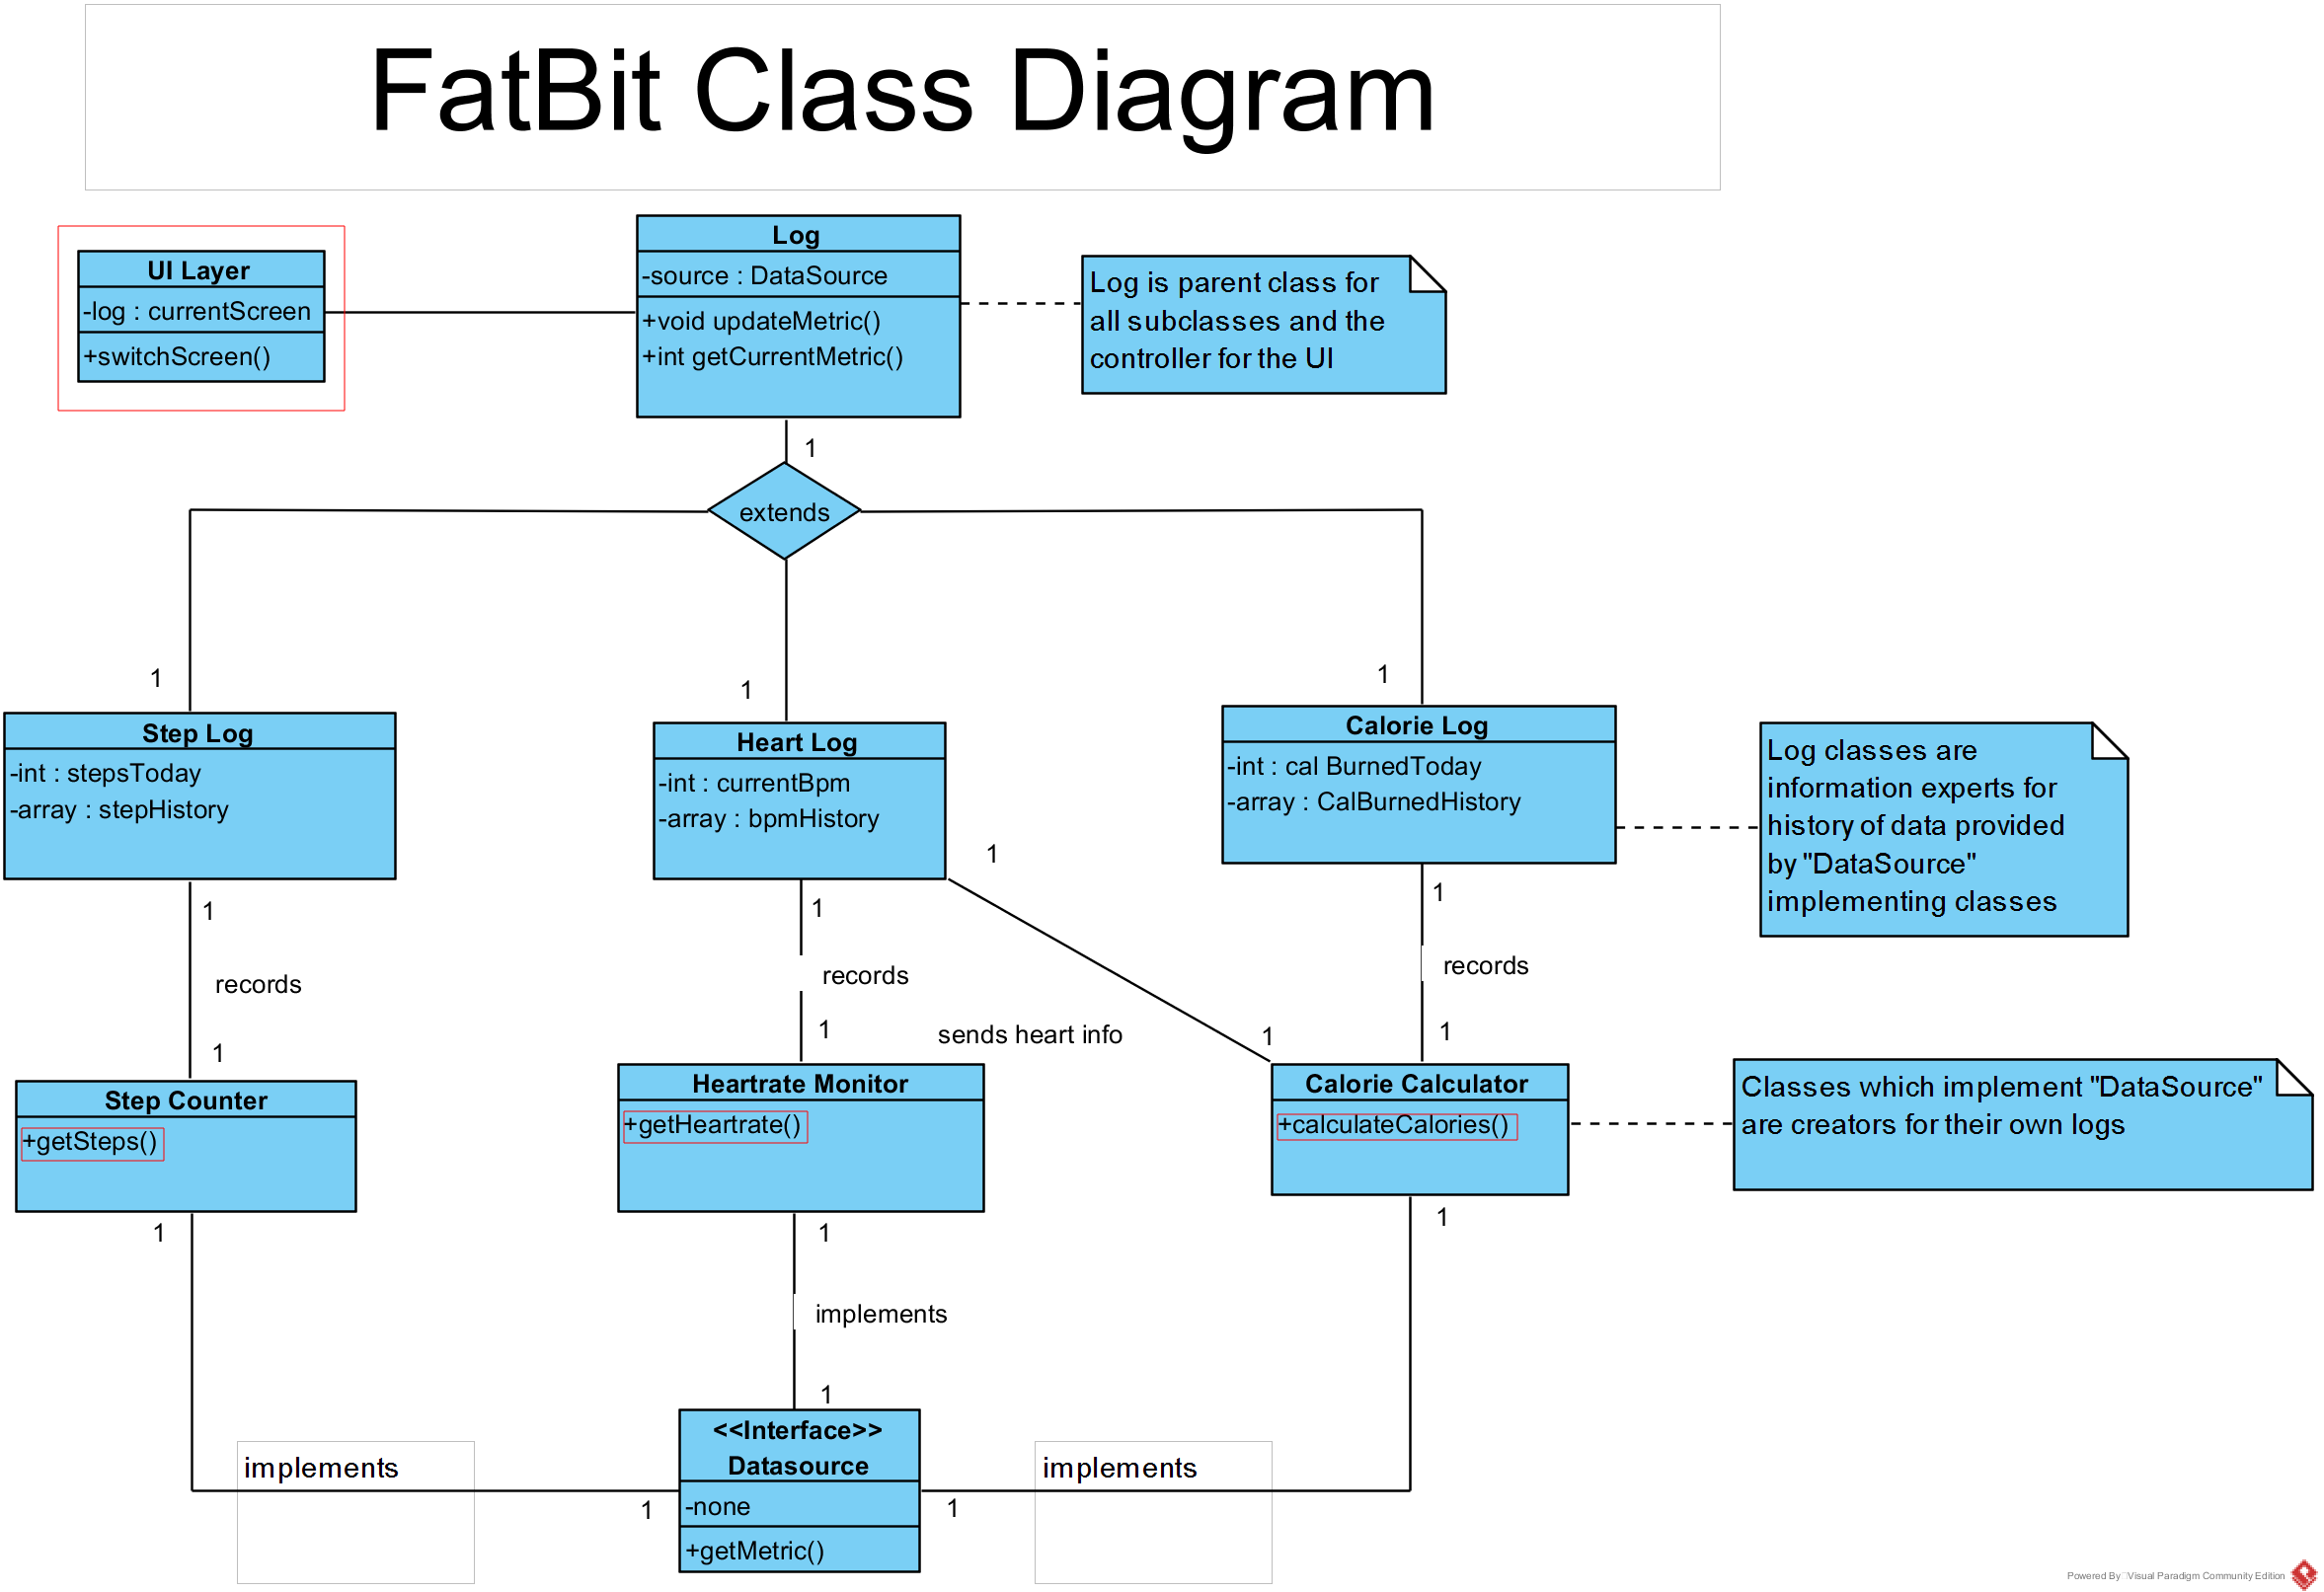 FatBit Class Diagram
UI Layer
-log : currentScreen
+switchScreen()
Log
-source : DataSource
+void updateMetric()
+int getCurrentMetric()
Log is parent class for
all subclasses and the
controller for the UI
1
extends
1
1
1
Step Log
-int : stepsToday
-array : stepHistory
Heart Log
-int : currentBpm
-array : bpmHistory
Calorie Log
-int : cal BurnedToday
-array : CalBurnedHistory
Log classes are
information experts for
history of data provided
by "DataSource"
implementing classes
1
records
1
1
records
1
1
sends heart info
1
1
records
1
Step Counter
+getSteps()
Heartrate Monitor
+getHeartrate()
Calorie Calculator
+calculateCalories()
Classes which implement "DataSource"
are creators for their own logs
1
1
1
implements
1
implements
implements
1
1
<<Interface>>
Datasource
-none
+getMetric()
Powered By Visual Paradigm Community Edition